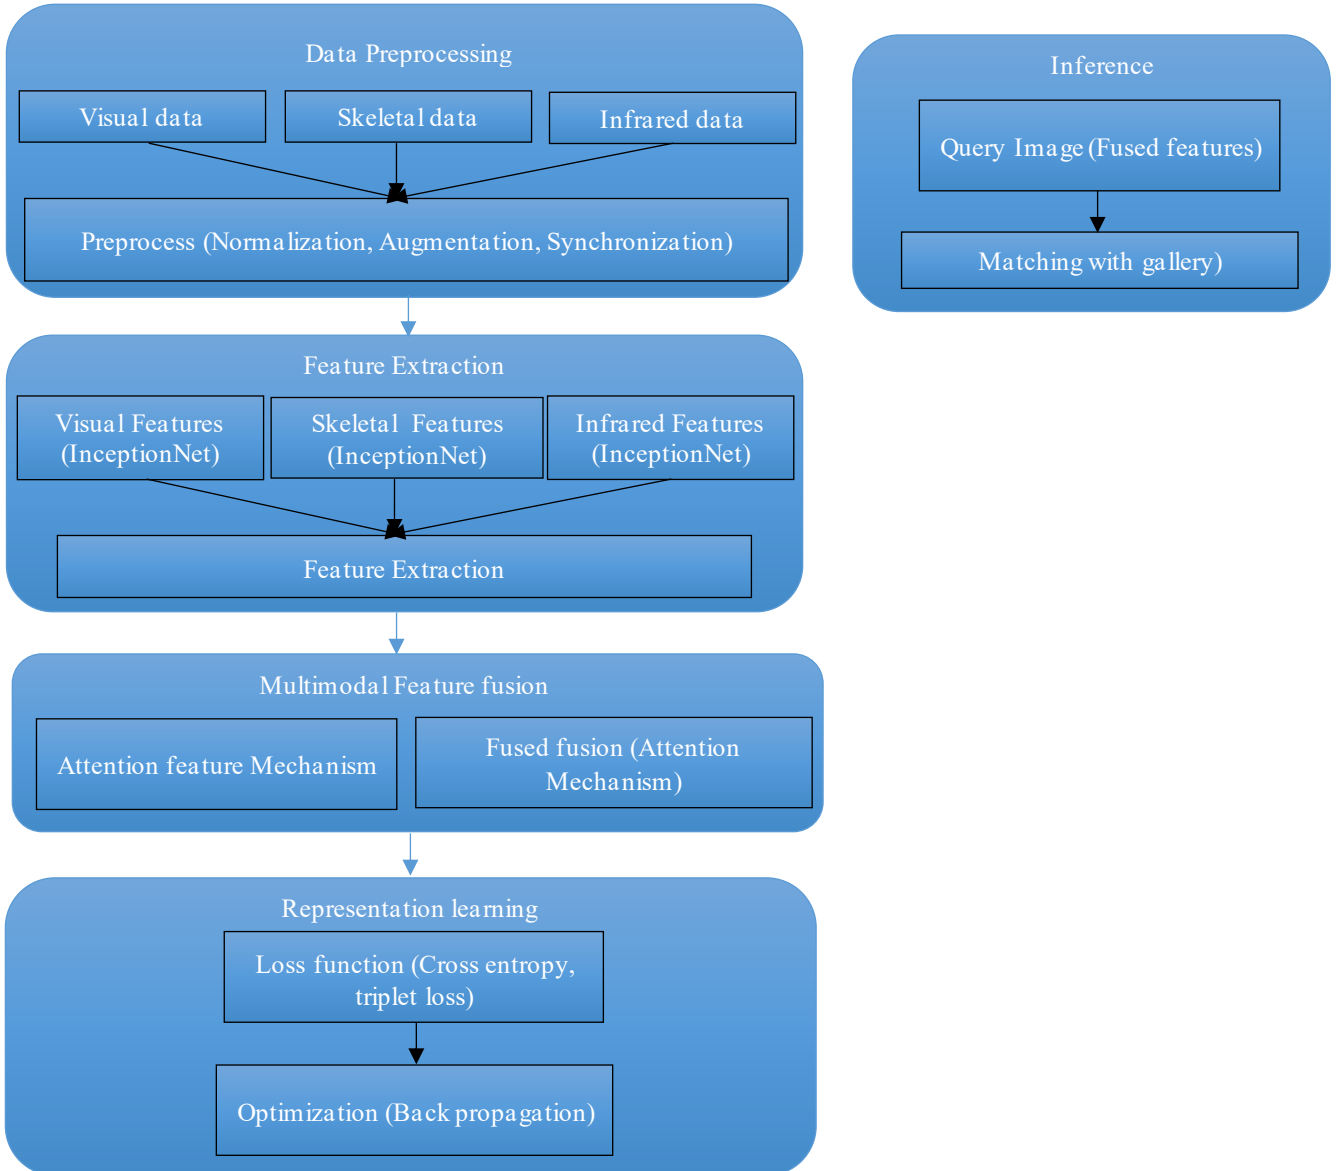 Data Preprocessing
Visual data
Skeletal data
Infrared data
Preprocess (Normalization, Augmentation, Synchronization)
Feature Extraction
Visual Features
(InceptionNet)
Skeletal Features
(InceptionNet)
Infrared Features
(InceptionNet)
Feature Extraction
Multimodal Feature fusion
Attention feature Mechanism
Fused fusion (Attention
Mechanism)
Representation learning
Loss function (Cross entropy,
triplet loss)
Optimization (Back propagation)
Inference
Query Image (Fused features)
Matching with gallery)